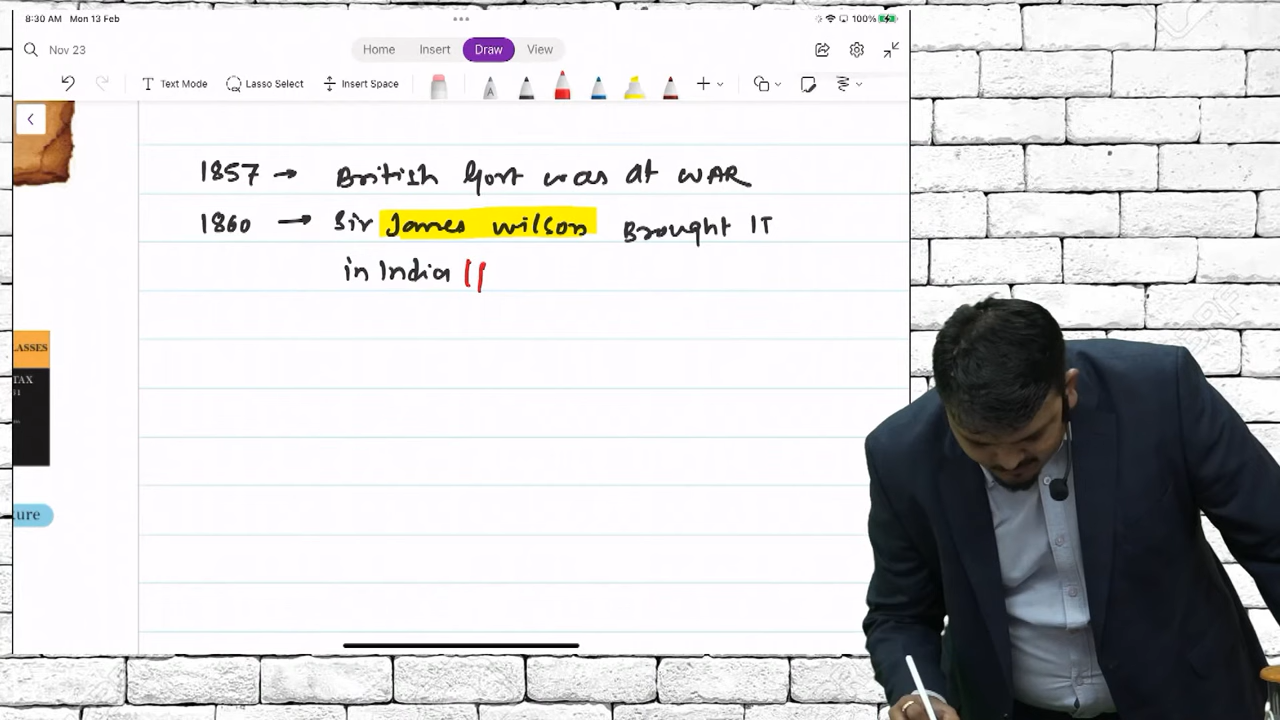 8:30 AM Mon 13 Feb
100%
Nov 23
Home Insert Draw View
Text Mode Lasso Select Insert Space
1857 → British Govt was at WAR
1860 → Sir James Wilson Brought IT
in India
ASSES
TAX
ure